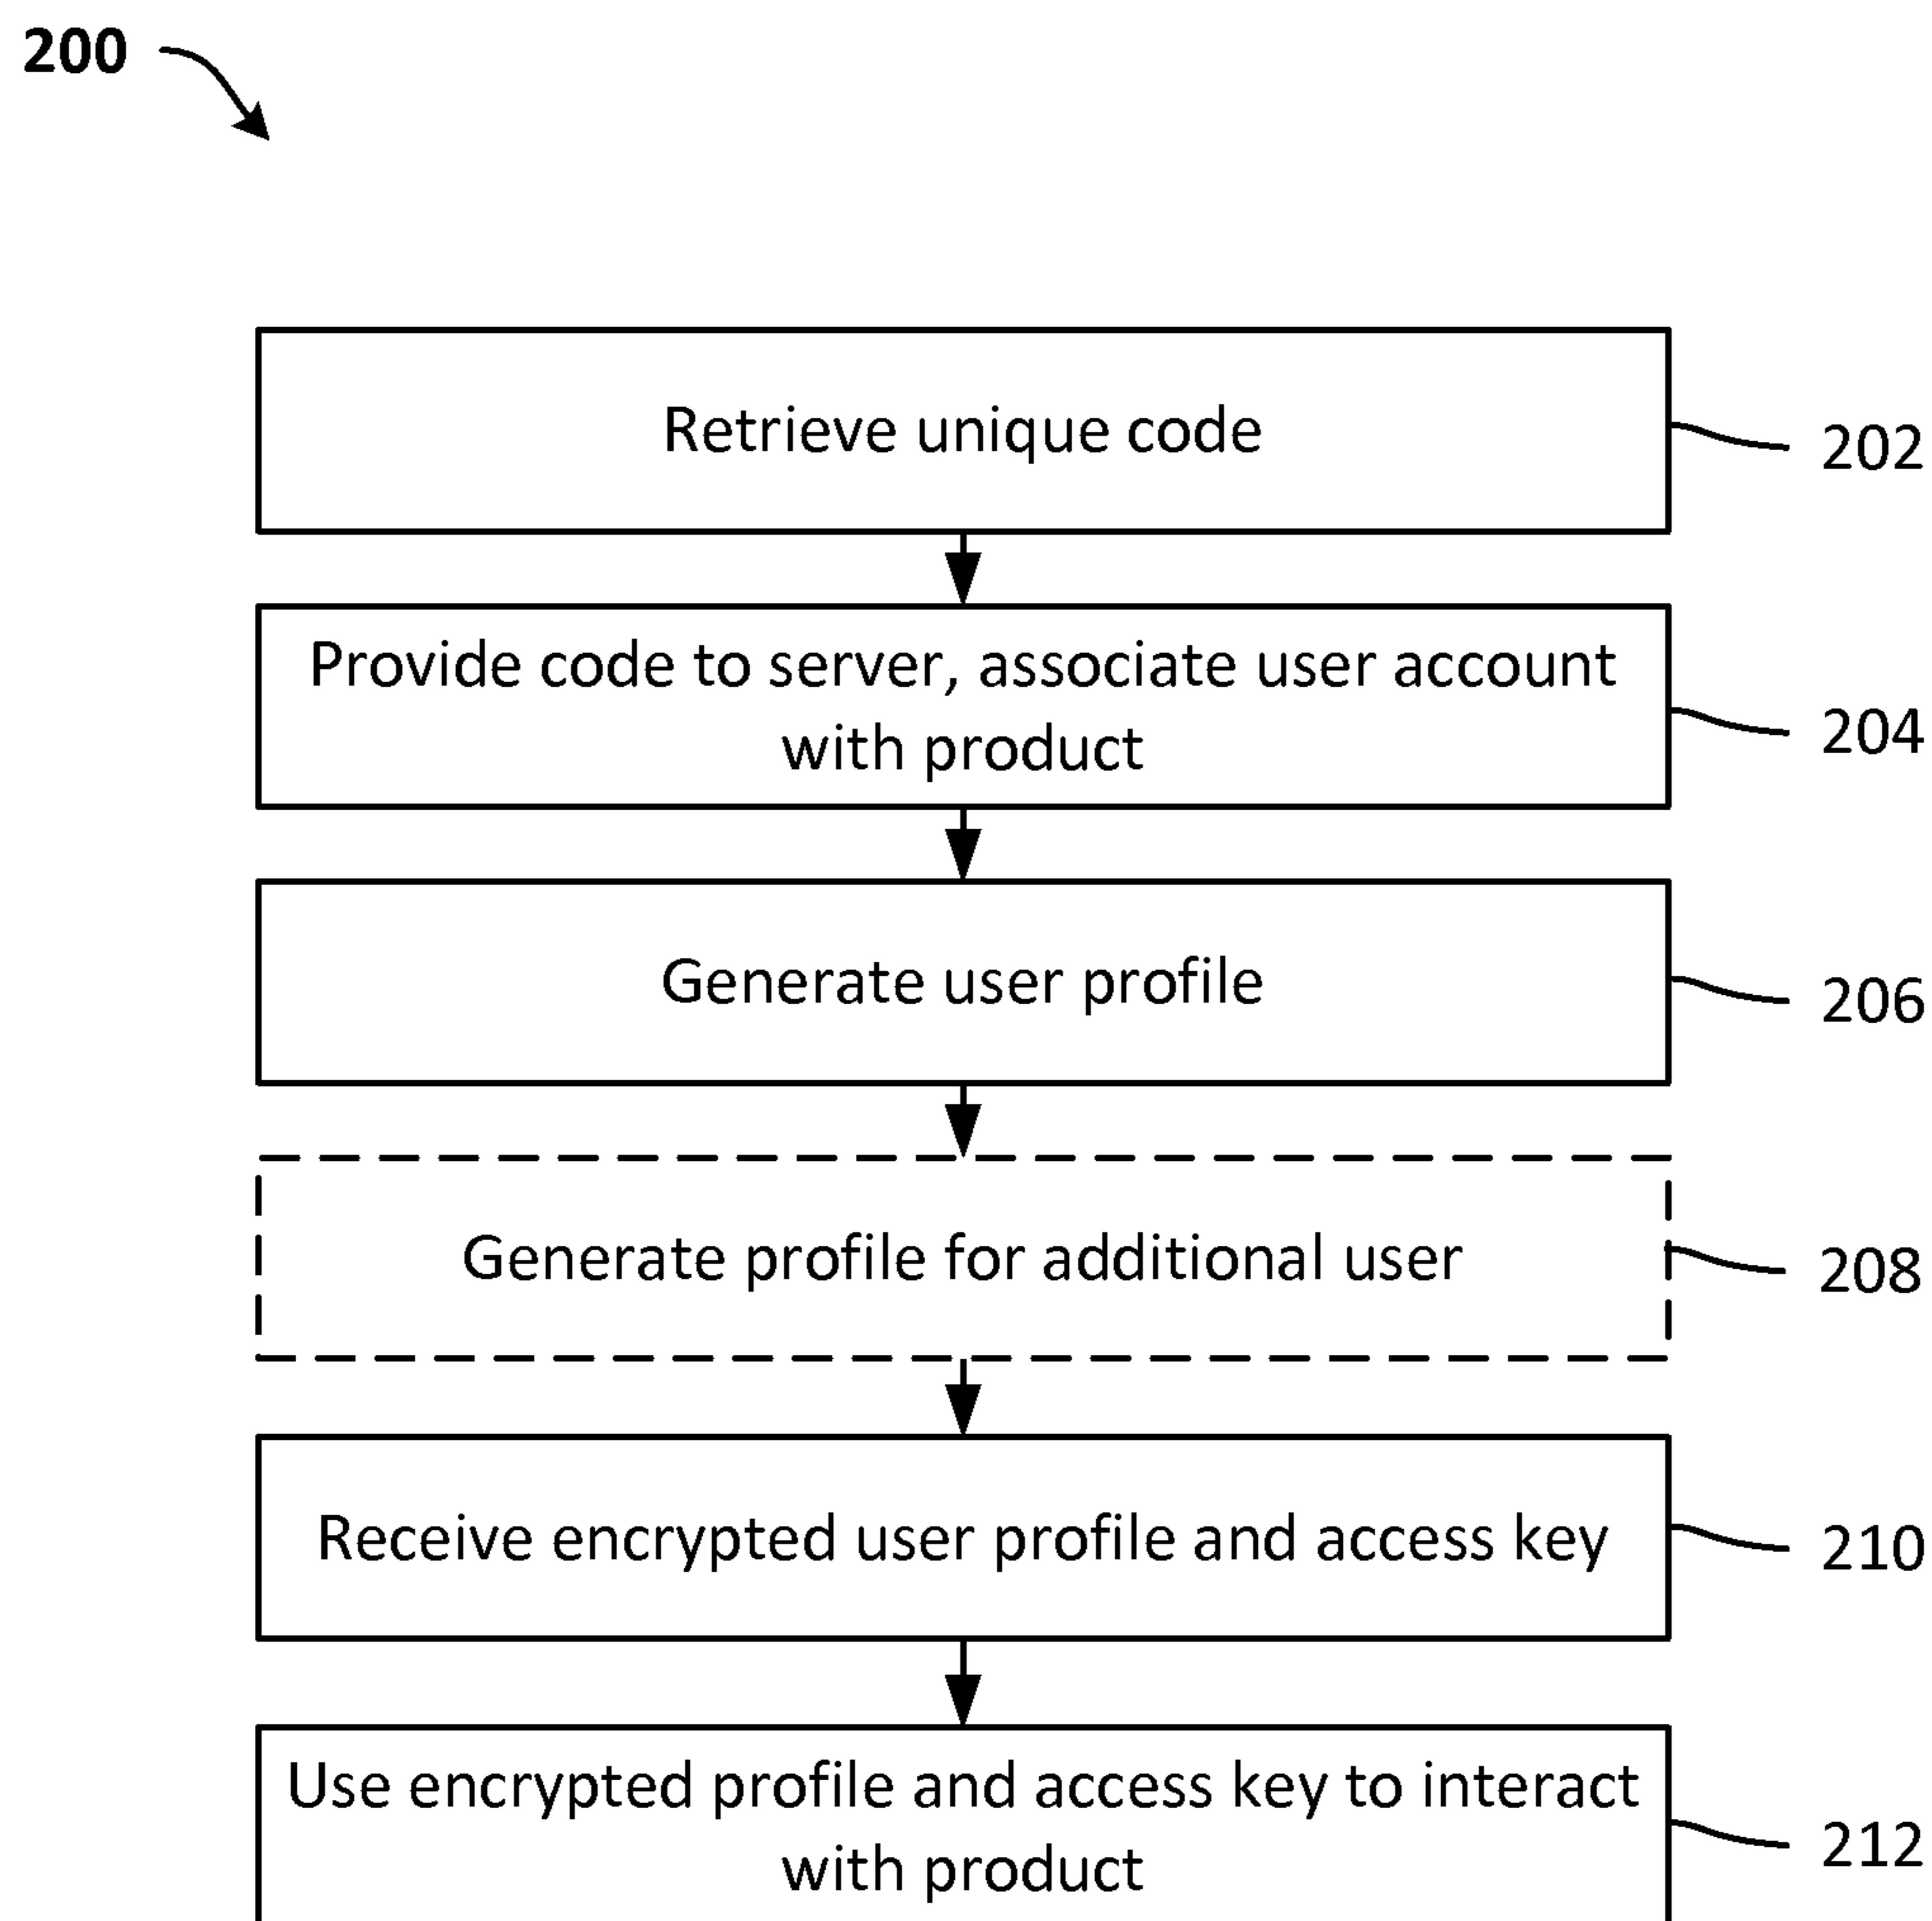 200
Retrieve unique code
202
Provide code to server, associate user account
with product
204
Generate user profile
206
Generate profile for additional user
208
Receive encrypted user profile and access key
210
Use encrypted profile and access key to interact
with product
212